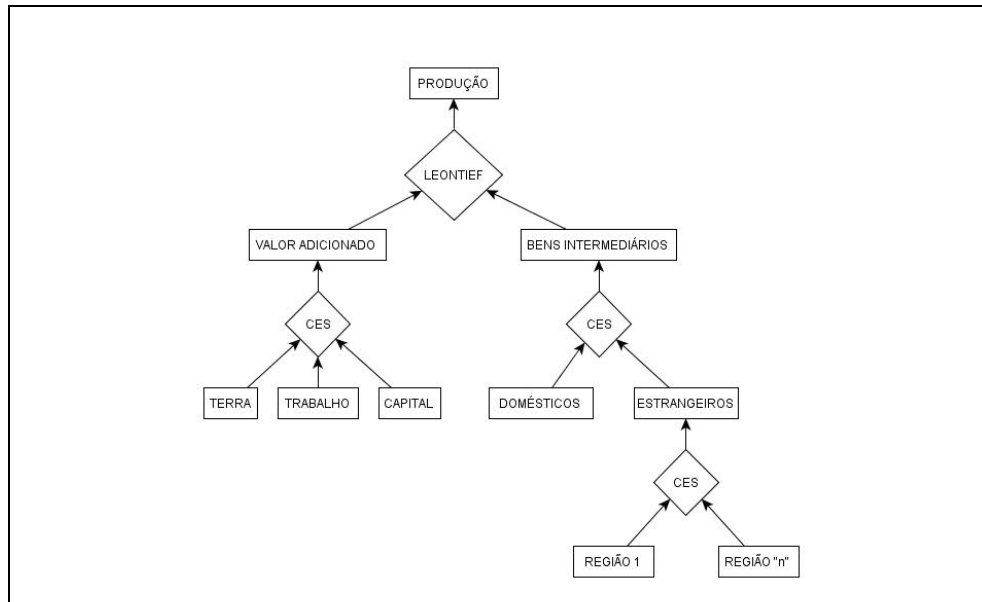 PRODUÇÃO
LEONTIEF
VALOR ADICIONADO
BENS INTERMEDIÁRIOS
CES
CES
TERRA
TRABALHO
CAPITAL
DOMÉSTICOS
ESTRANGEIROS
CES
REGIÃO 1
REGIÃO "n"